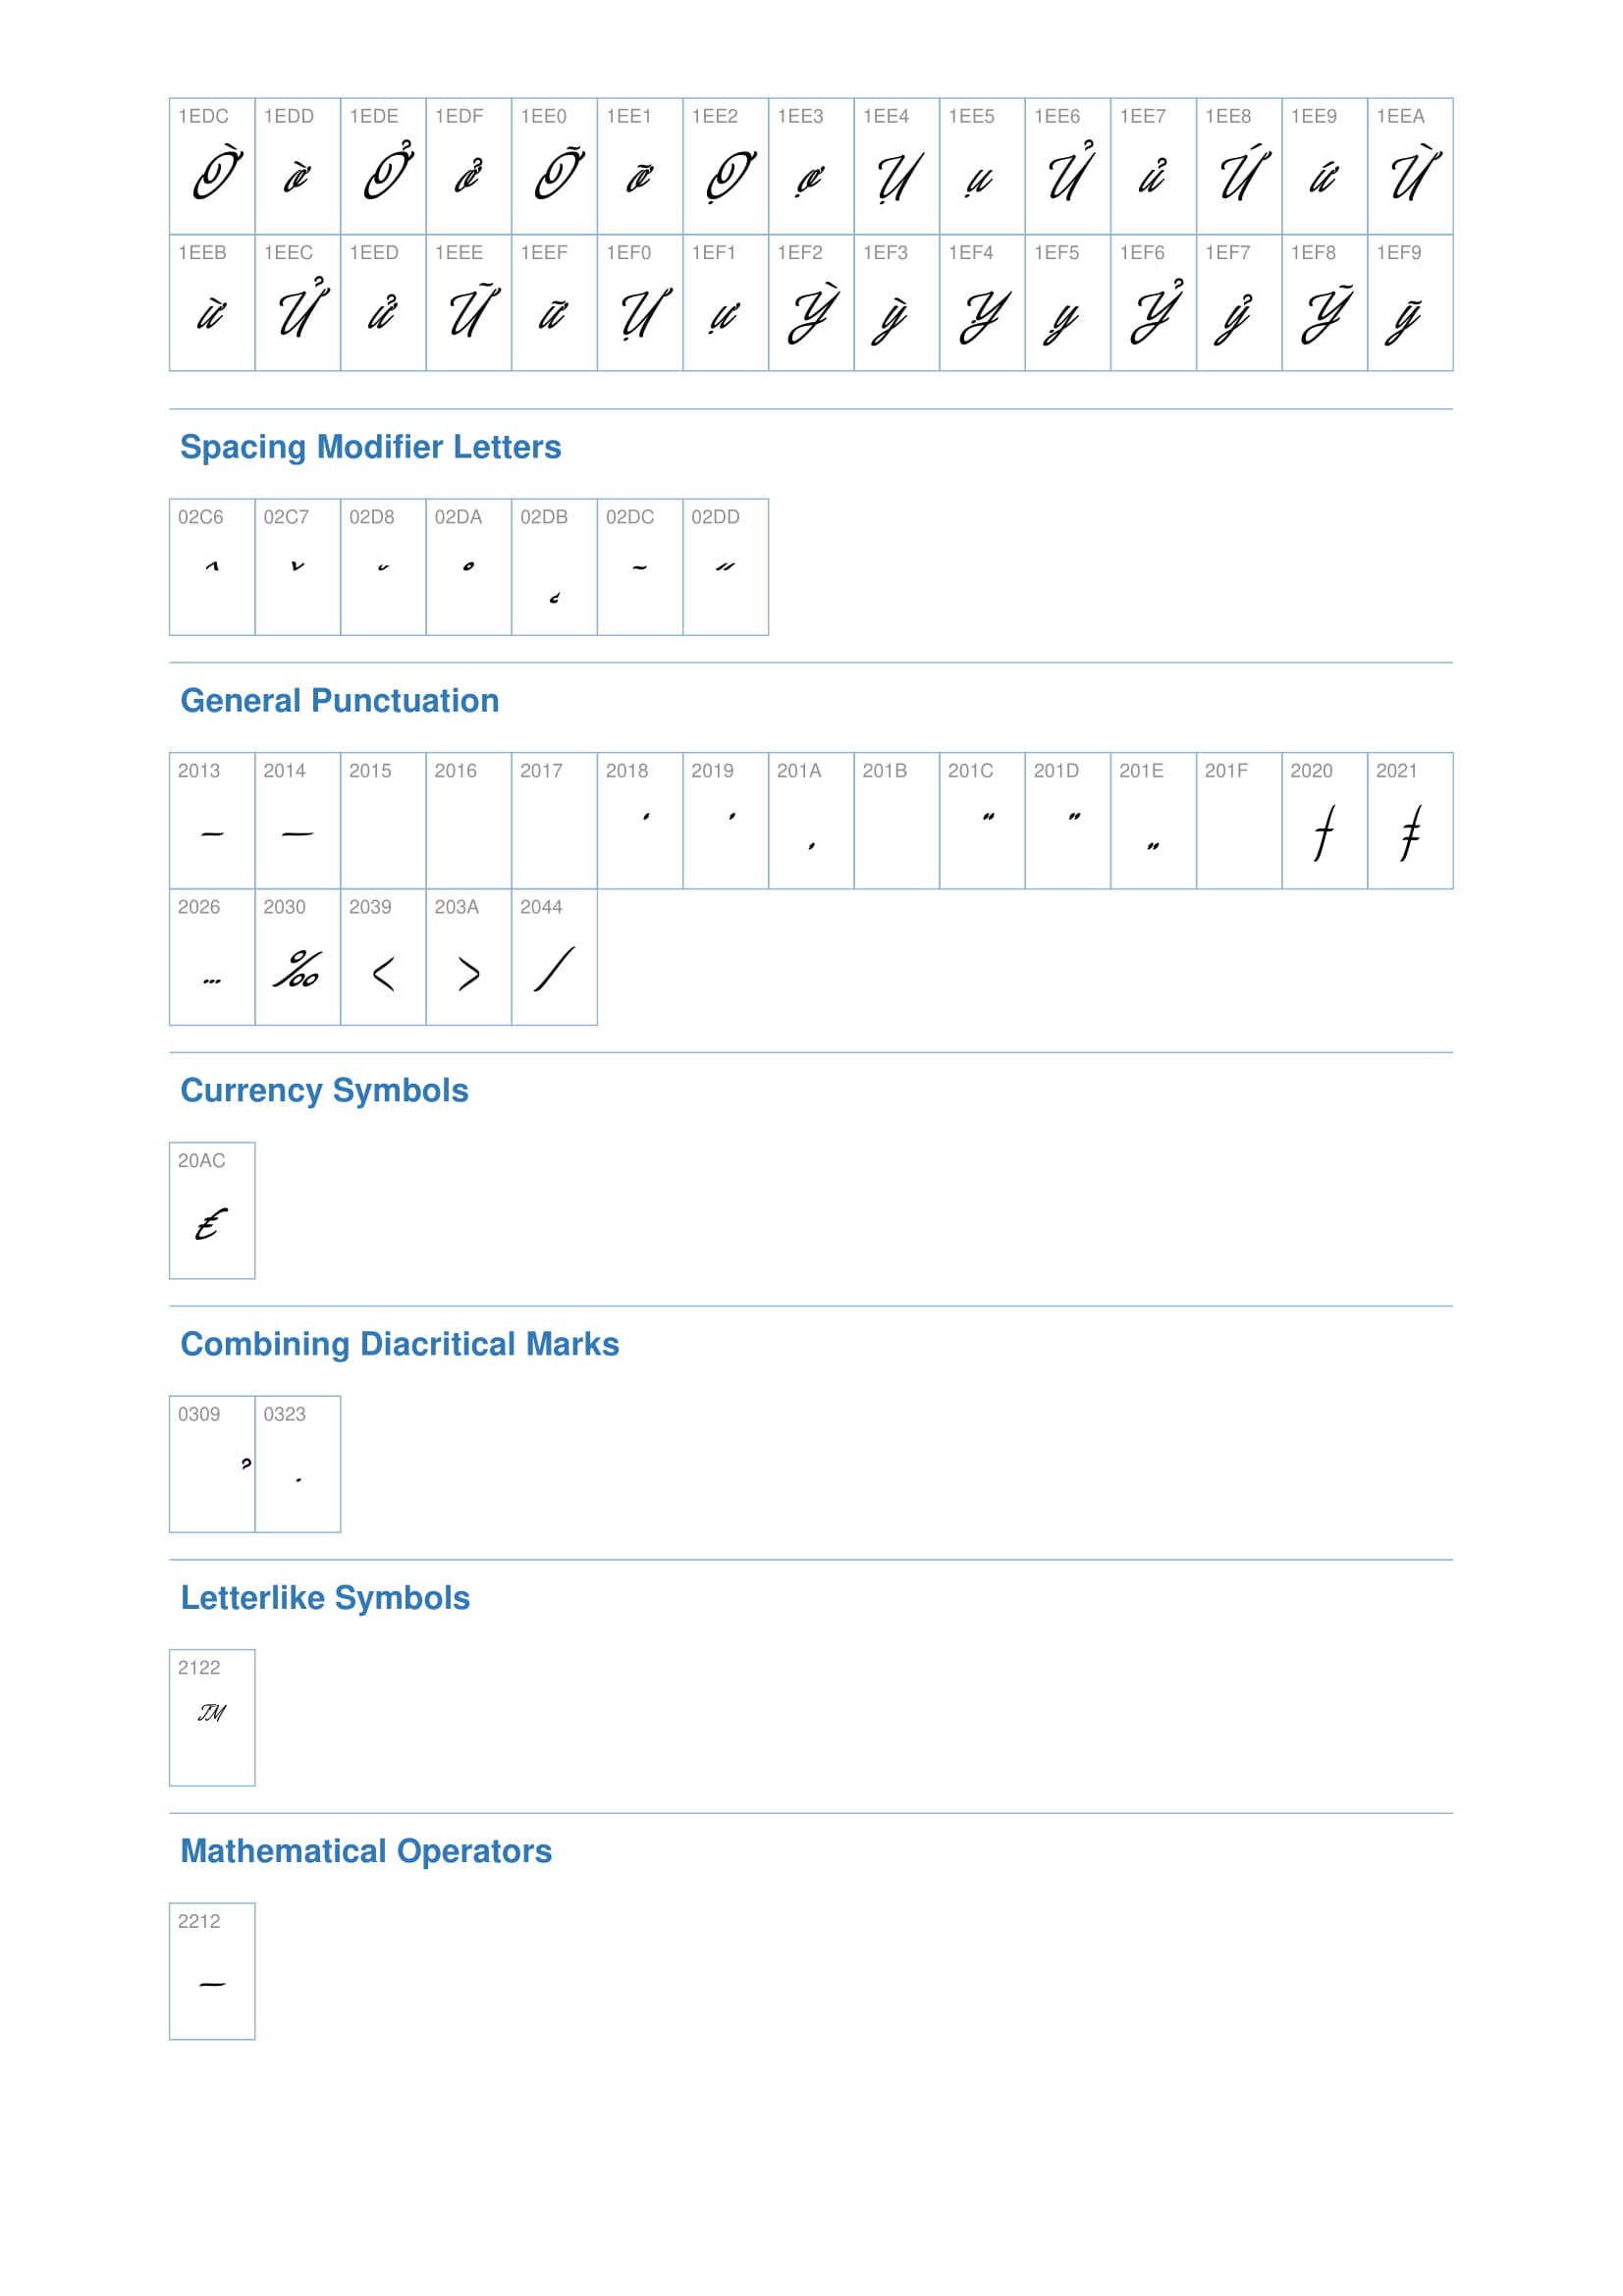 1EDC 1EDD 1EDE 1EDF 1EE0 1EE1 1EE2 1EE3 1EE4 1EE5 1EE6 1EE7 1EE8 1EE9 1EEA
Ờ ờ Ở ở Ỡ ỡ Ợ ợ Ụ ụ Ủ ủ Ứ ứ Ừ
1EEB 1EEC 1EED 1EEE 1EEF 1EF0 1EF1 1EF2 1EF3 1EF4 1EF5 1EF6 1EF7 1EF8 1EF9
ừ Ử ử Ữ ữ Ự ự Ỳ ỳ Ỵ ỵ Ỷ ỷ Ỹ ỹ
Spacing Modifier Letters
02C6 02C7 02D8 02DA 02DB 02DC 02DD
ˆ ˇ ˘ ˚ ˛ ˜ ˝
General Punctuation
2013 2014 2015 2016 2017 2018 2019 201A 201B 201C 201D 201E 201F 2020 2021
– — ‘ ’ ‚ “ ” „ † ‡
2026 2030 2039 203A 2044
… ‰ ‹ › ⁄
Currency Symbols
20AC
€
Combining Diacritical Marks
0309 0323
̉ ̣
Letterlike Symbols
2122
™
Mathematical Operators
2212
−